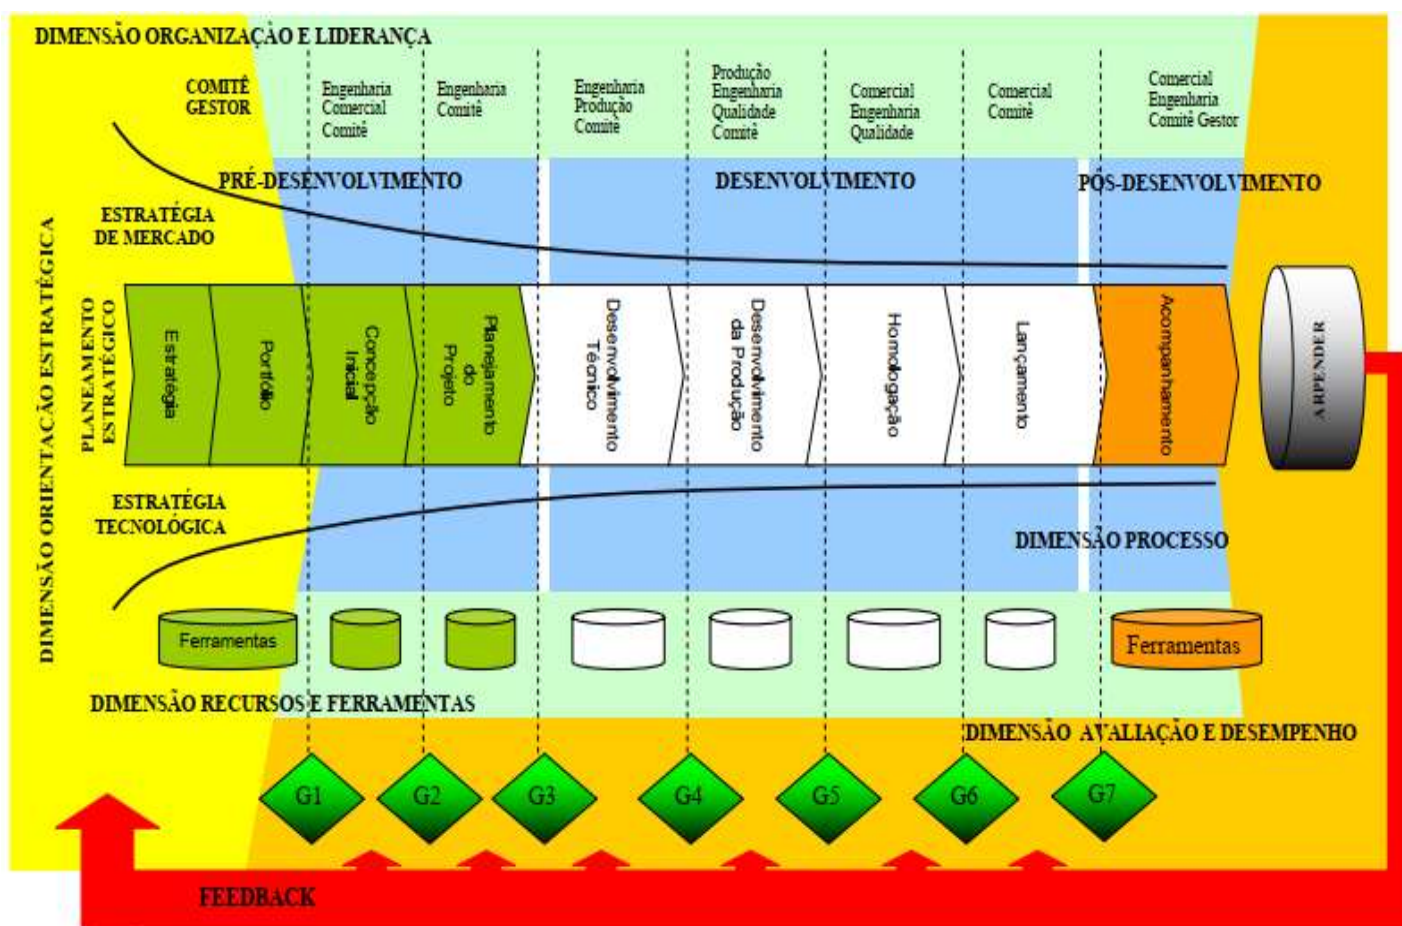 DIMENSÃO ORGANIZAÇÃO E LIDERANÇA
COMITÊ
GESTOR
Engenharia
Comercial
Comitê
Engenharia
Comitê
Engenharia
Produção
Comitê
Produção
Engenharia
Qualidade
Comitê
Comercial
Engenharia
Qualidade
Comercial
Comitê
Comercial
Engenharia
Comitê Gestor
PRÉ-DESENVOLVIMENTO
DESENVOLVIMENTO
PÓS-DESENVOLVIMENTO
ESTRATÉGIA
DE MERCADO
DIMENSÃO ORIENTAÇÃO ESTRATÉGICA
PLANEAMENTO
ESTRATÉGICO
Estratégia
Portfólio
Concepção
Inicial
Planejamento
do
Projeto
Desenvolvimento
Técnico
Desenvolvimento
da Produção
Homologação
Lançamento
Acompanhamento
ARPENDER
ESTRATÉGIA
TECNOLÓGICA
DIMENSÃO PROCESSO
Ferramentas
Ferramentas
DIMENSÃO RECURSOS E FERRAMENTAS
DIMENSÃO AVALIAÇÃO E DESEMPENHO
G1
G2
G3
G4
G5
G6
G7
FEEDBACK